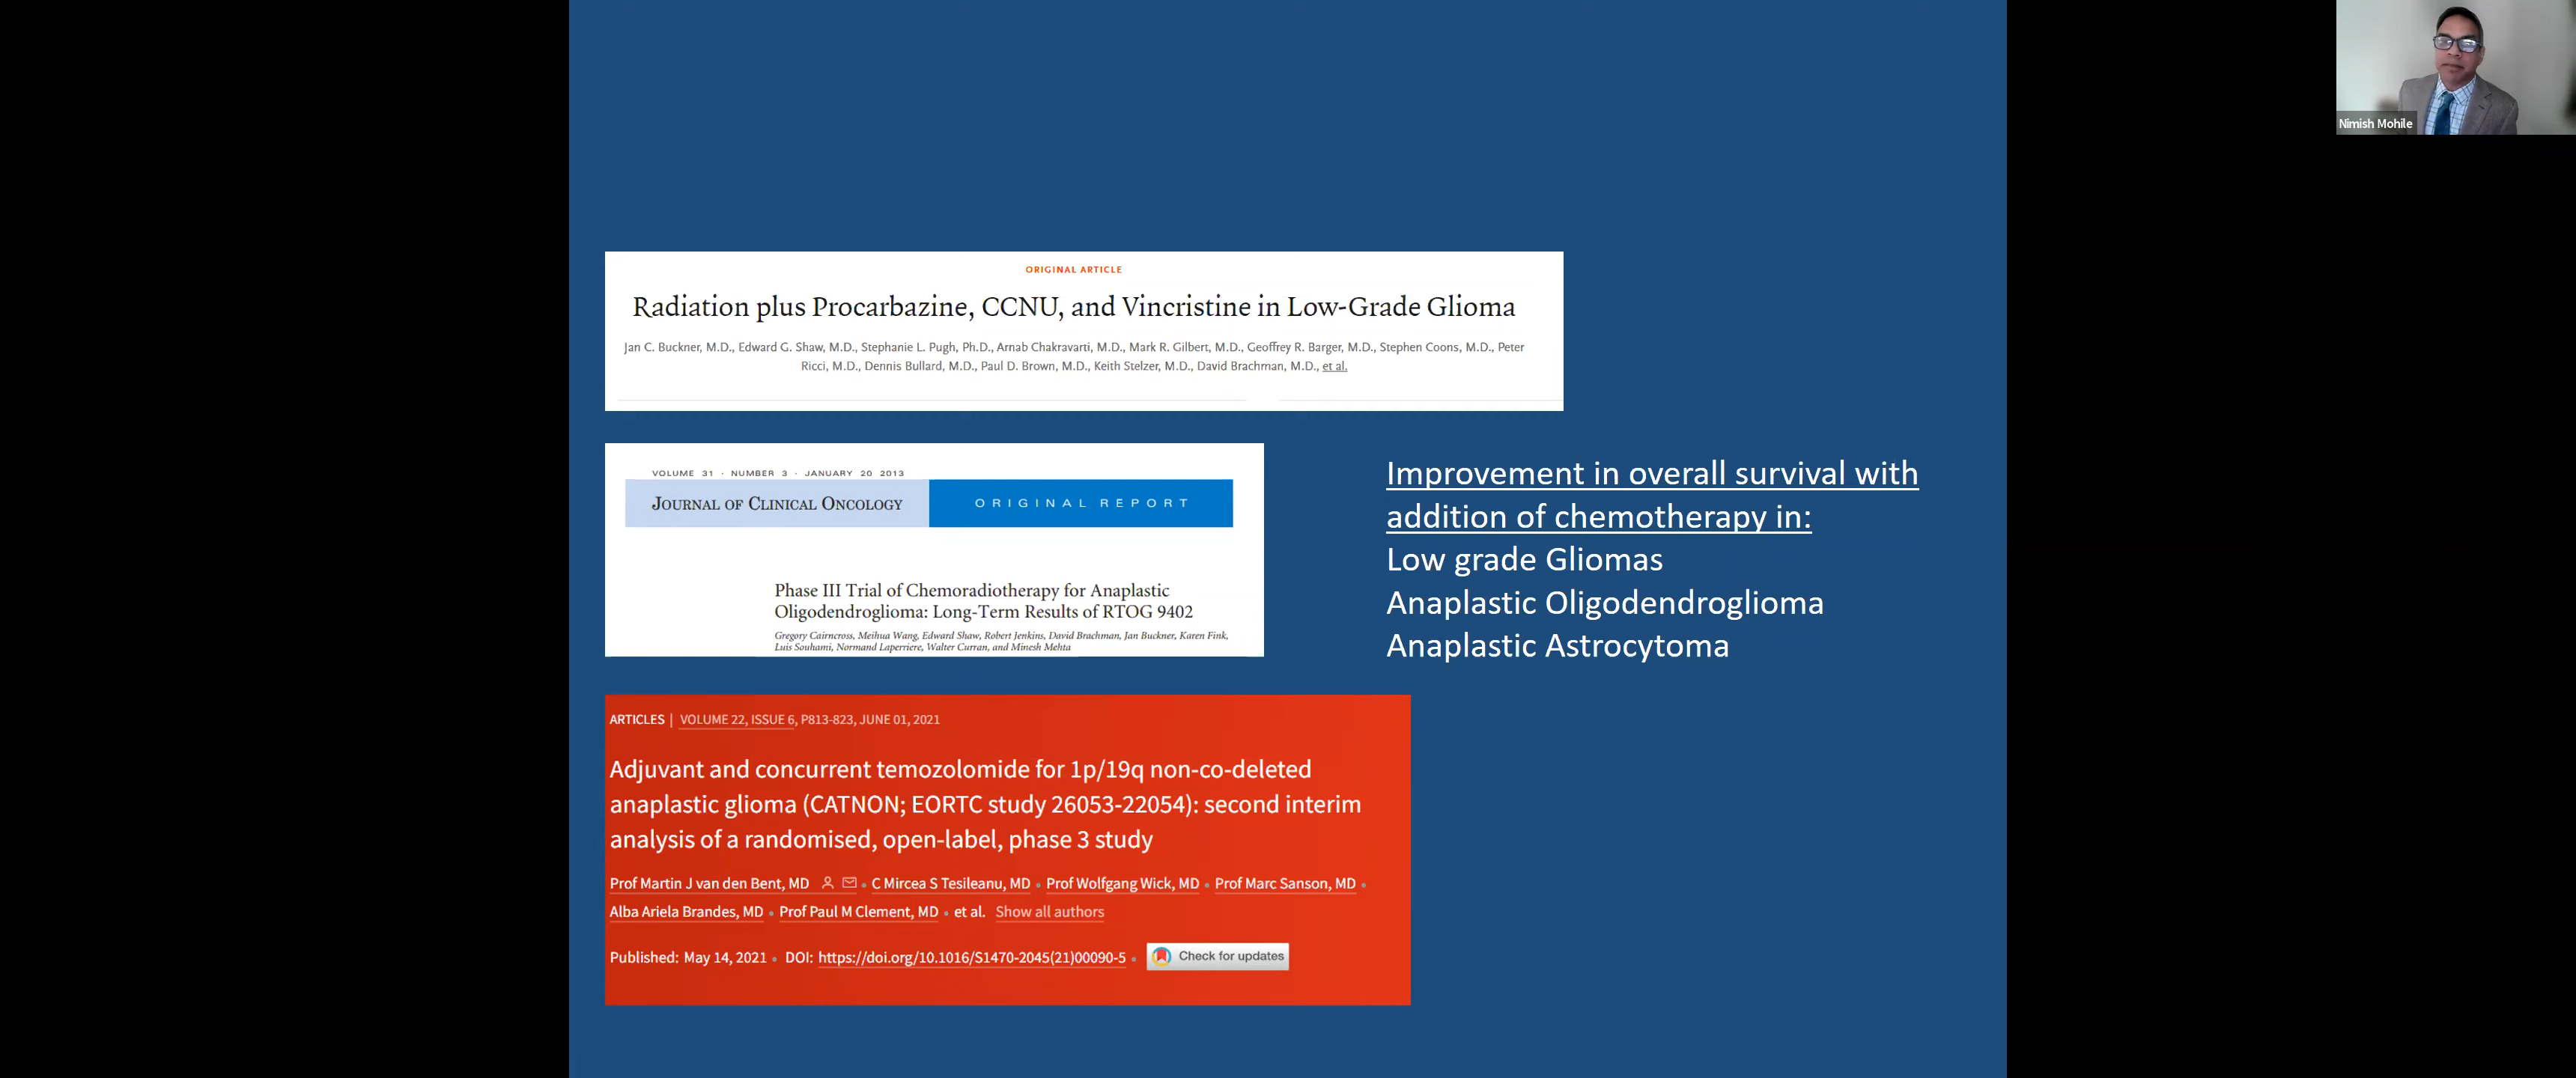 Nimish Mohile
ORIGINAL ARTICLE
Radiation plus Procarbazine, CCNU, and Vincristine in Low-Grade Glioma
Jan C. Buckner, M.D., Edward G. Shaw, M.D., Stephanie L. Pugh, Ph.D., Arnab Chakravarti, M.D., Mark R. Gilbert, M.D., Geoffrey R. Barger, M.D., Stephen Coons, M.D., Peter
Ricci, M.D., Dennis Bullard, M.D., Paul D. Brown, M.D., Keith Stelzer, M.D., David Brachman, M.D., et al.
VOLUME 31 · NUMBER 3 · JANUARY 20 2013
JOURNAL OF CLINICAL ONCOLOGY
ORIGINAL REPORT
Phase III Trial of Chemoradiotherapy for Anaplastic
Oligodendroglioma: Long-Term Results of RTOG 9402
Gregory Cairncross, Meihua Wang, Edward Shaw, Robert Jenkins, David Brachman, Jan Buckner, Karen Fink,
Luis Souhami, Normand Laperriere, Walter Curran, and Minesh Mehta
Improvement in overall survival with
addition of chemotherapy in:
Low grade Gliomas
Anaplastic Oligodendroglioma
Anaplastic Astrocytoma
ARTICLES | VOLUME 22, ISSUE 6, P813-823, JUNE 01, 2021
Adjuvant and concurrent temozolomide for 1p/19q non-co-deleted
anaplastic glioma (CATNON; EORTC study 26053-22054): second interim
analysis of a randomised, open-label, phase 3 study
Prof Martin J van den Bent, MD • C Mircea S Tesileanu, MD • Prof Wolfgang Wick, MD • Prof Marc Sanson, MD •
Alba Ariela Brandes, MD • Prof Paul M Clement, MD • et al. Show all authors
Published: May 14, 2021 • DOI: https://doi.org/10.1016/S1470-2045(21)00090-5 • Check for updates